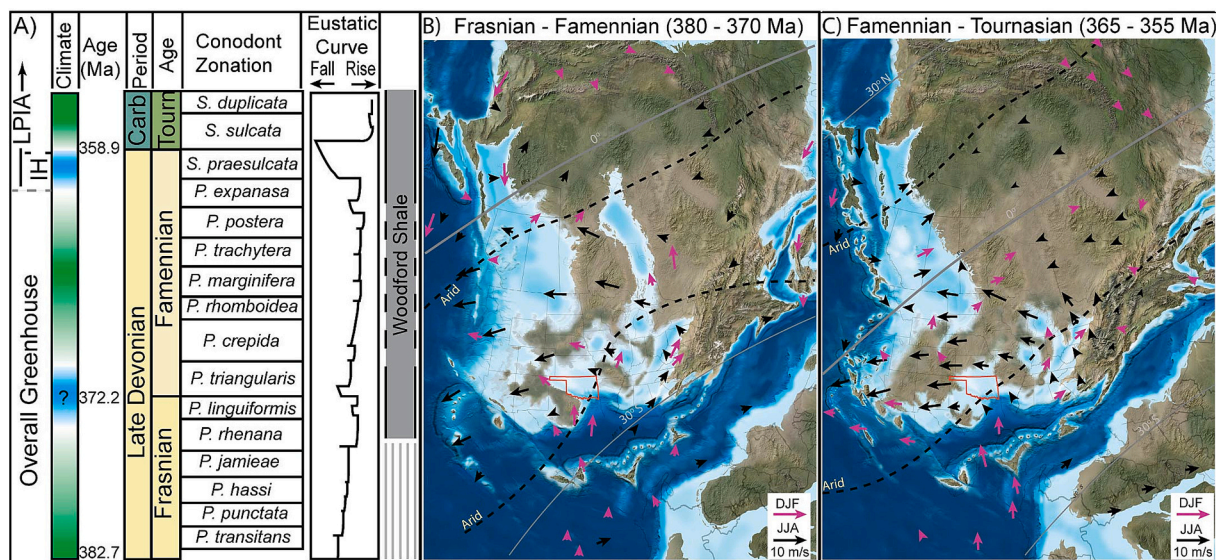 A)
Climate
Age
(Ma)
Period
Age
Conodont
Zonation
Eustatic
Curve
Fall Rise
LPIA
IH
Overall Greenhouse
?
358.9
372.2
382.7
Carb
Late Devonian
Tourn
Famennian
Frasnian
S. duplicata
S. sulcata
S. praesulcata
P. expanasa
P. postera
P. trachytera
P. marginifera
P. rhomboidea
P. crepida
P. triangularis
P. linguiformis
P. rhenana
P. jamieae
P. hassi
P. punctata
P. transitans
Woodford Shale
B) Frasnian - Famennian (380 - 370 Ma)
0°
Arid
Arid
30°S
DJF
JJA
10 m/s
C) Famennian - Tournasian (365 - 355 Ma)
30°N
0°
Arid
Arid
30°S
DJF
JJA
10 m/s